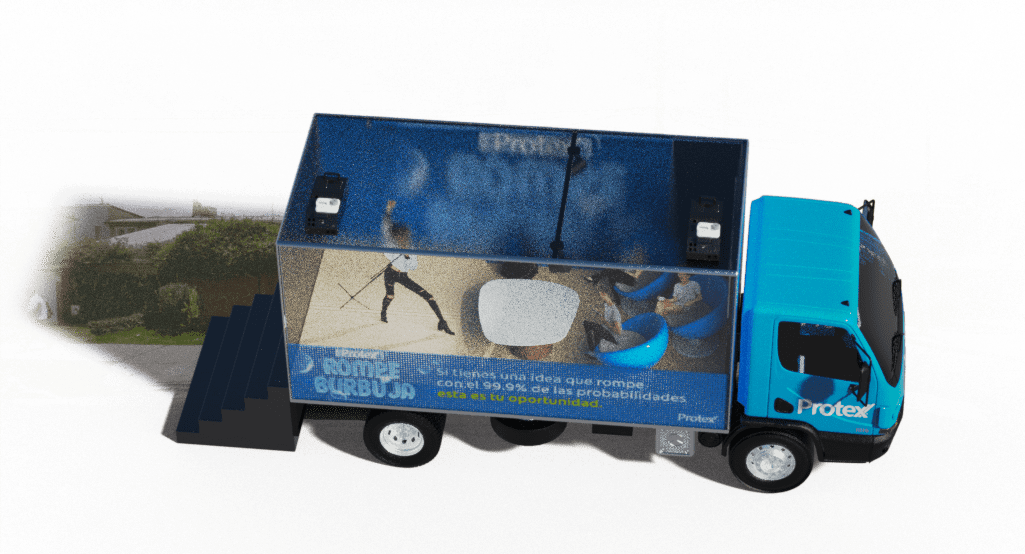 Protex
ROMPE
Protex
ROMPE
BURBUJA
Si tienes una idea que rompe
con el 99.9% de las probabilidades
esta es tu oportunidad.
Protex
Protex